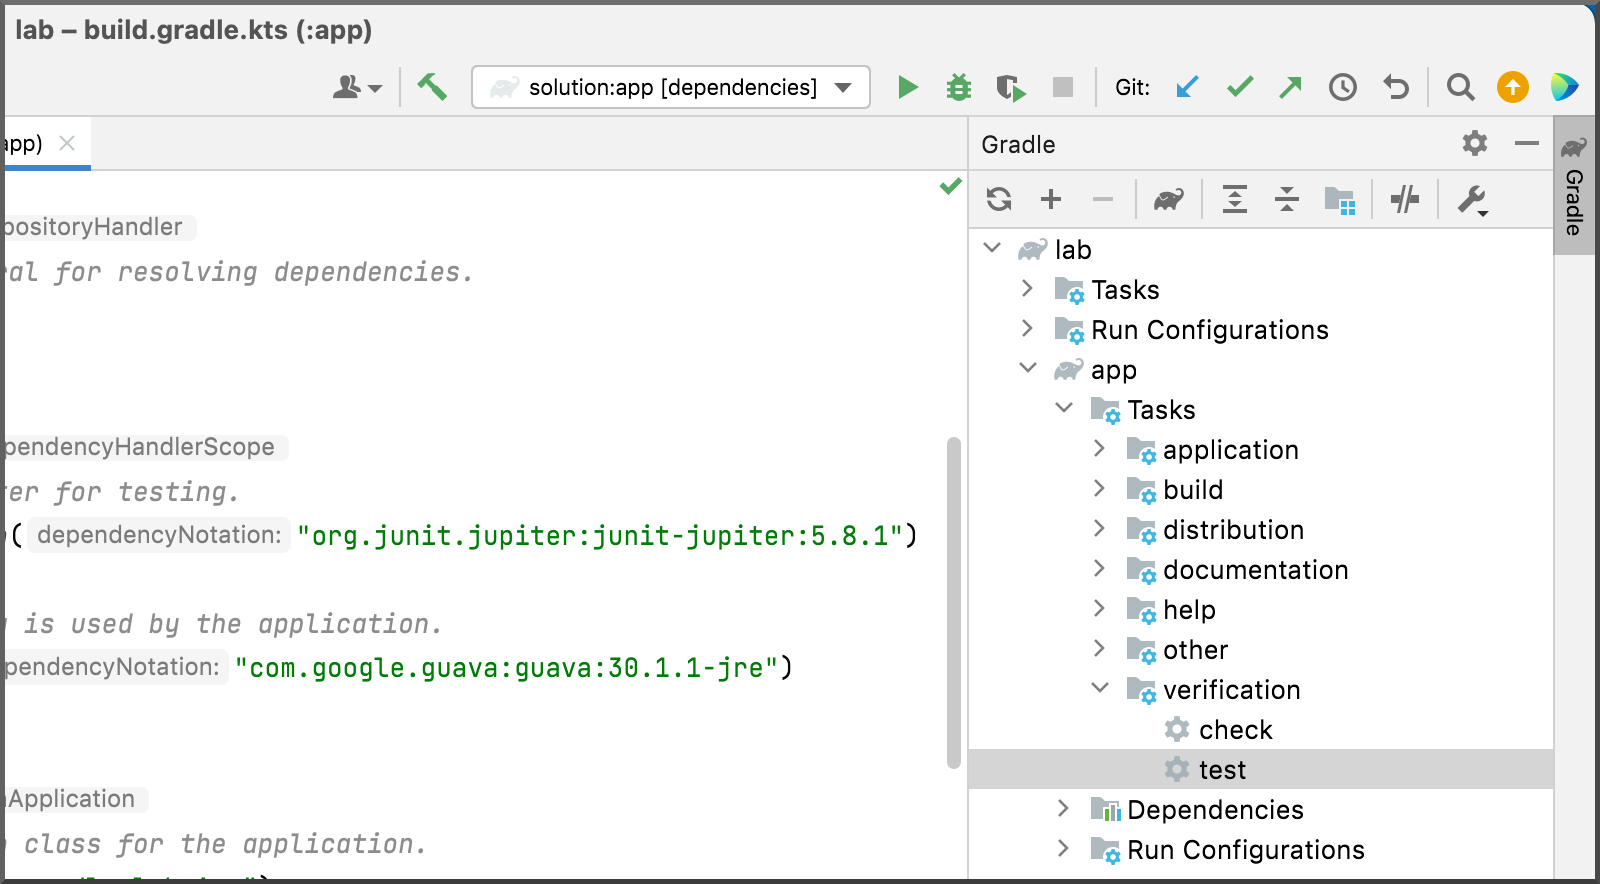 lab – build.gradle.kts (:app)
solution:app [dependencies]
Git:
app)
Gradle
Gradle
positoryHandler
al for resolving dependencies.
pendencyHandlerScope
er for testing.
(dependencyNotation: "org.junit.jupiter:junit-jupiter:5.8.1")
is used by the application.
pendencyNotation: "com.google.guava:guava:30.1.1-jre")
Application
class for the application.
lab
Tasks
Run Configurations
app
Tasks
application
build
distribution
documentation
help
other
verification
check
test
Dependencies
Run Configurations